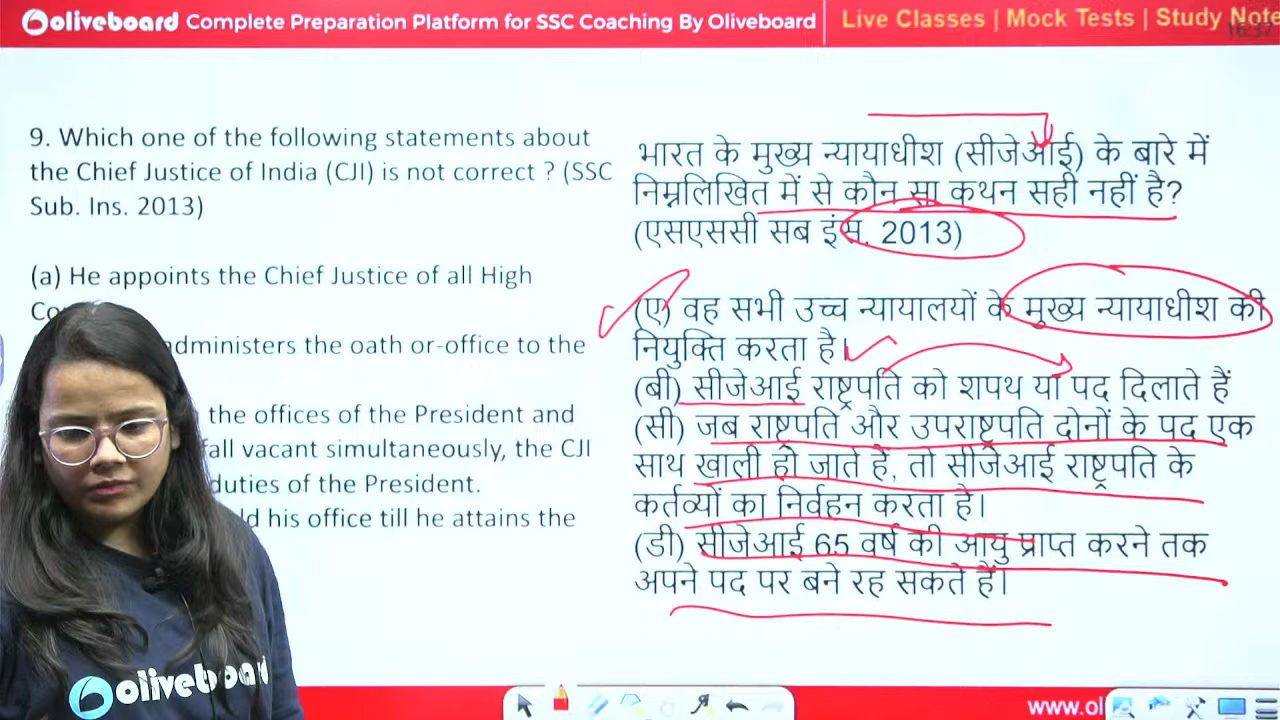 oliveboard Complete Preparation Platform for SSC Coaching By Oliveboard
Live Classes | Mock Tests | Study Note
16:37
9. Which one of the following statements about
the Chief Justice of India (CJI) is not correct ? (SSC
Sub. Ins. 2013)
(a) He appoints the Chief Justice of all High
administers the oath or-office to the
the offices of the President and
fall vacant simultaneously, the CJI
duties of the President.
his office till he attains the
भारत के मुख्य न्यायाधीश (सीजेआई) के बारे में
निम्नलिखित में से कौन सा कथन सही नहीं है?
(एसएससी सब इंस. 2013)
(ए) वह सभी उच्च न्यायालयों के मुख्य न्यायाधीश की
नियुक्ति करता है।
(बी) सीजेआई राष्ट्रपति को शपथ या पद दिलाते हैं
(सी) जब राष्ट्रपति और उपराष्ट्रपति दोनों के पद एक
साथ खाली हो जाते हैं, तो सीजेआई राष्ट्रपति के
कर्तव्यों का निर्वहन करता है।
(डी) सीजेआई 65 वर्ष की आयु प्राप्त करने तक
अपने पद पर बने रह सकते हैं।
oliveboard
www.ol